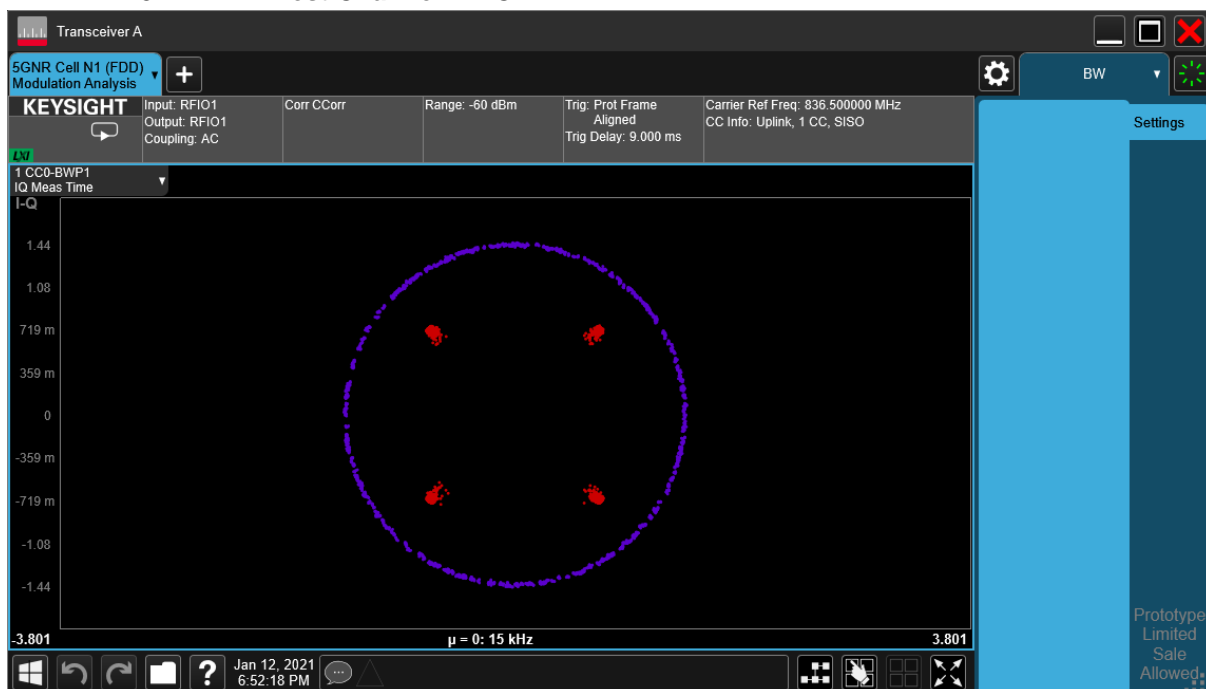 Transceiver A
5GNR Cell N1 (FDD)
Modulation Analysis
BW
KEYSIGHT
LXI
Input: RFIO1
Output: RFIO1
Coupling: AC
Corr CCorr
Range: -60 dBm
Trig: Prot Frame
Aligned
Trig Delay: 9.000 ms
Carrier Ref Freq: 836.500000 MHz
CC Info: Uplink, 1 CC, SISO
Settings
1 CC0-BWP1
IQ Meas Time
I-Q
1.44
1.08
719 m
359 m
0
-359 m
-719 m
-1.08
-1.44
-3.801
μ = 0: 15 kHz
3.801
Prototype
Limited
Sale
Allowed
Jan 12, 2021
6:52:18 PM